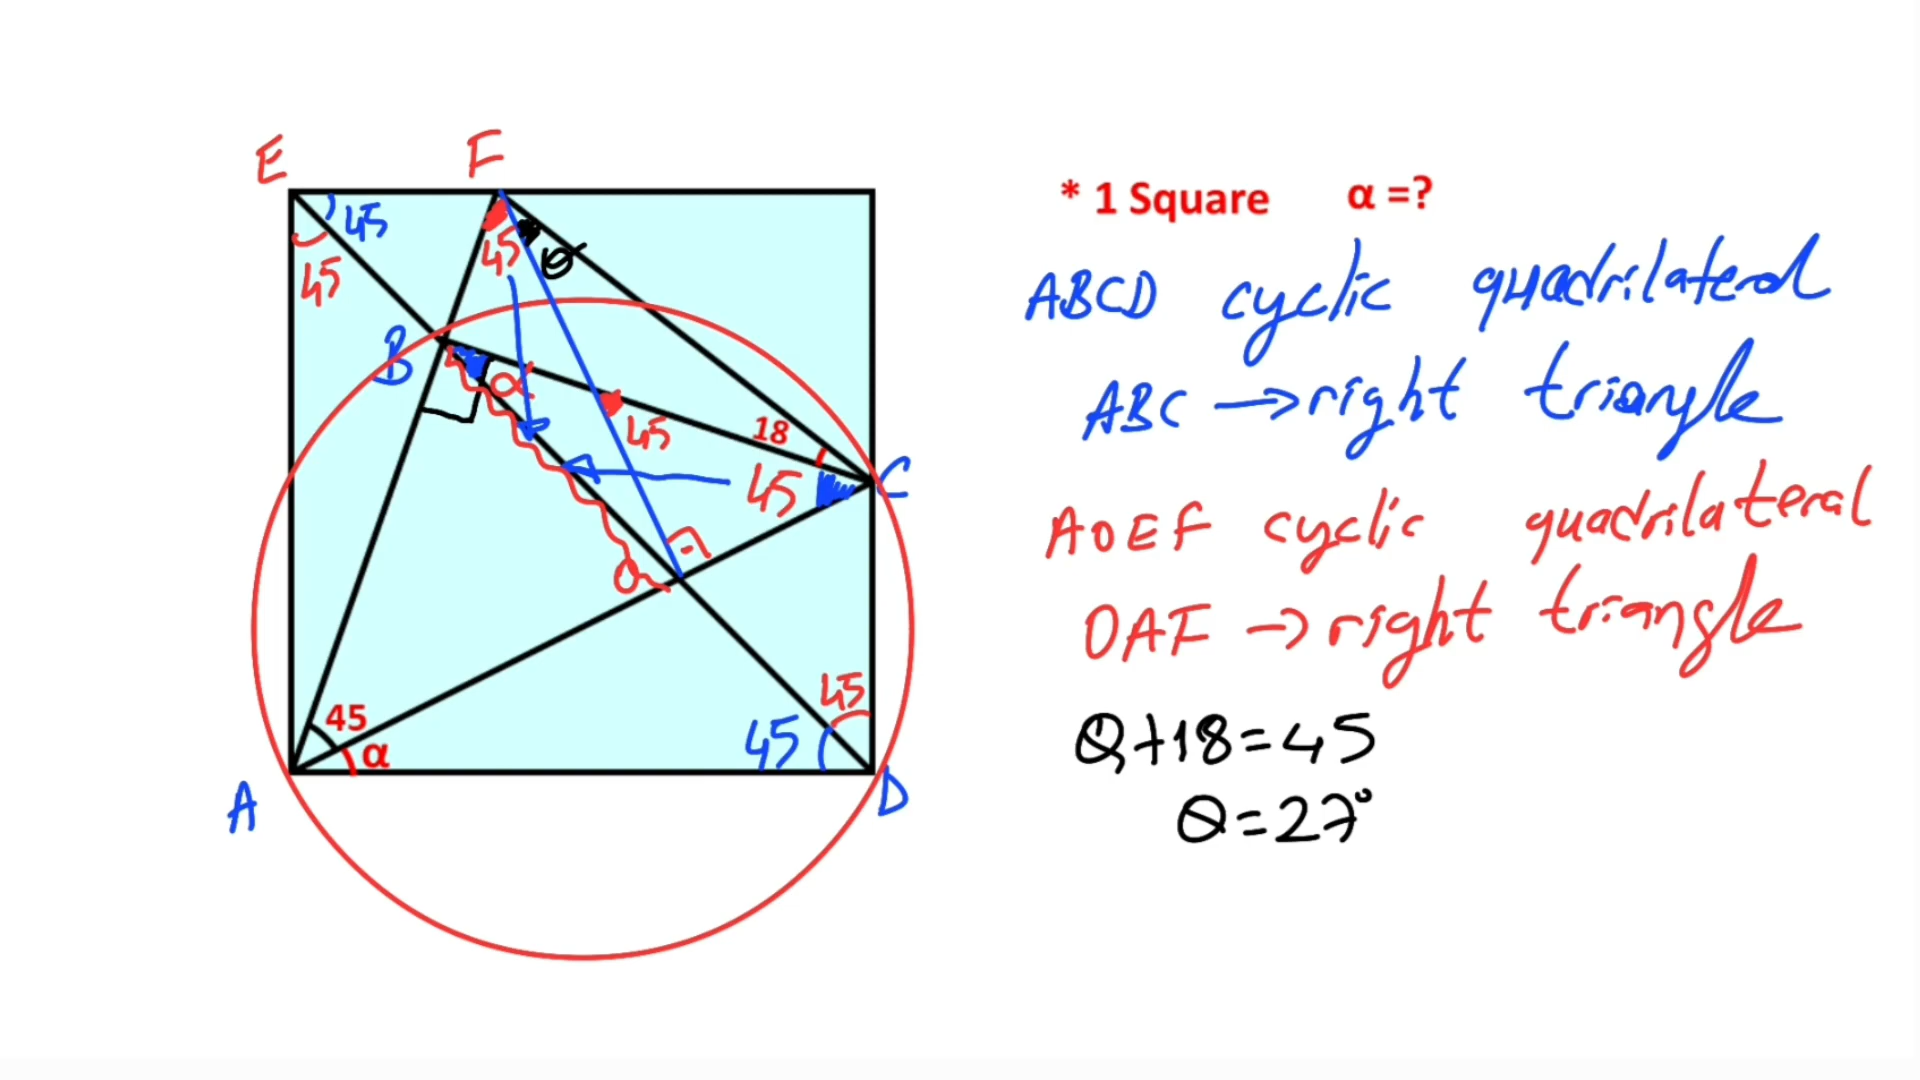 E F
* 1 Square α =?
45
45
45 θ
ABCD cyclic quadrilateral
B α
ABC → right triangle
45 18
45 C
AOEF cyclic quadrilateral
O
OAF → right triangle
45
45 α
45
θ+18=45
A D
θ=27°